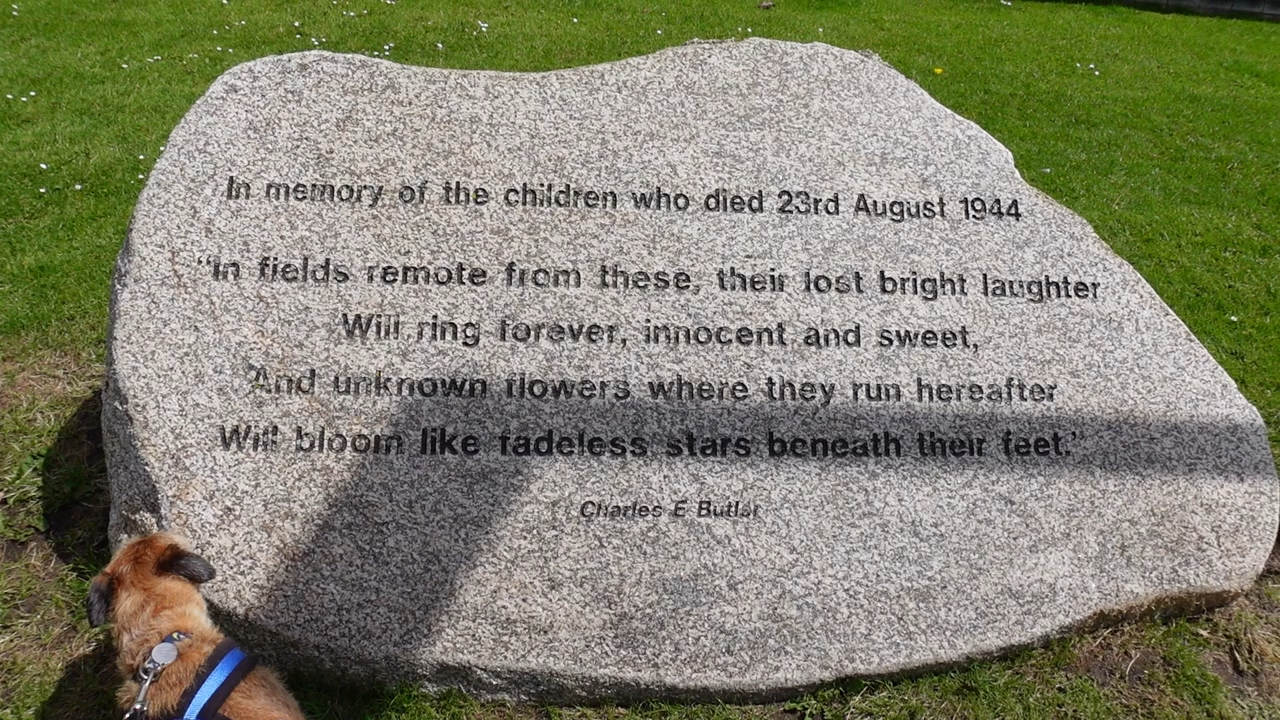 In memory of the children who died 23rd August 1944
"In fields remote from these, their lost bright laughter
Will ring forever, innocent and sweet,
And unknown flowers where they run hereafter
Will bloom like fadeless stars beneath their feet."
Charles E Butler